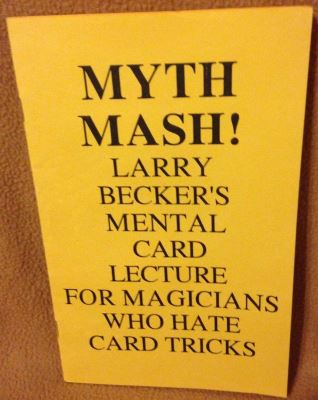 MYTH
MASH!
LARRY
BECKER'S
MENTAL
CARD
LECTURE
FOR MAGICIANS
WHO HATE
CARD TRICKS